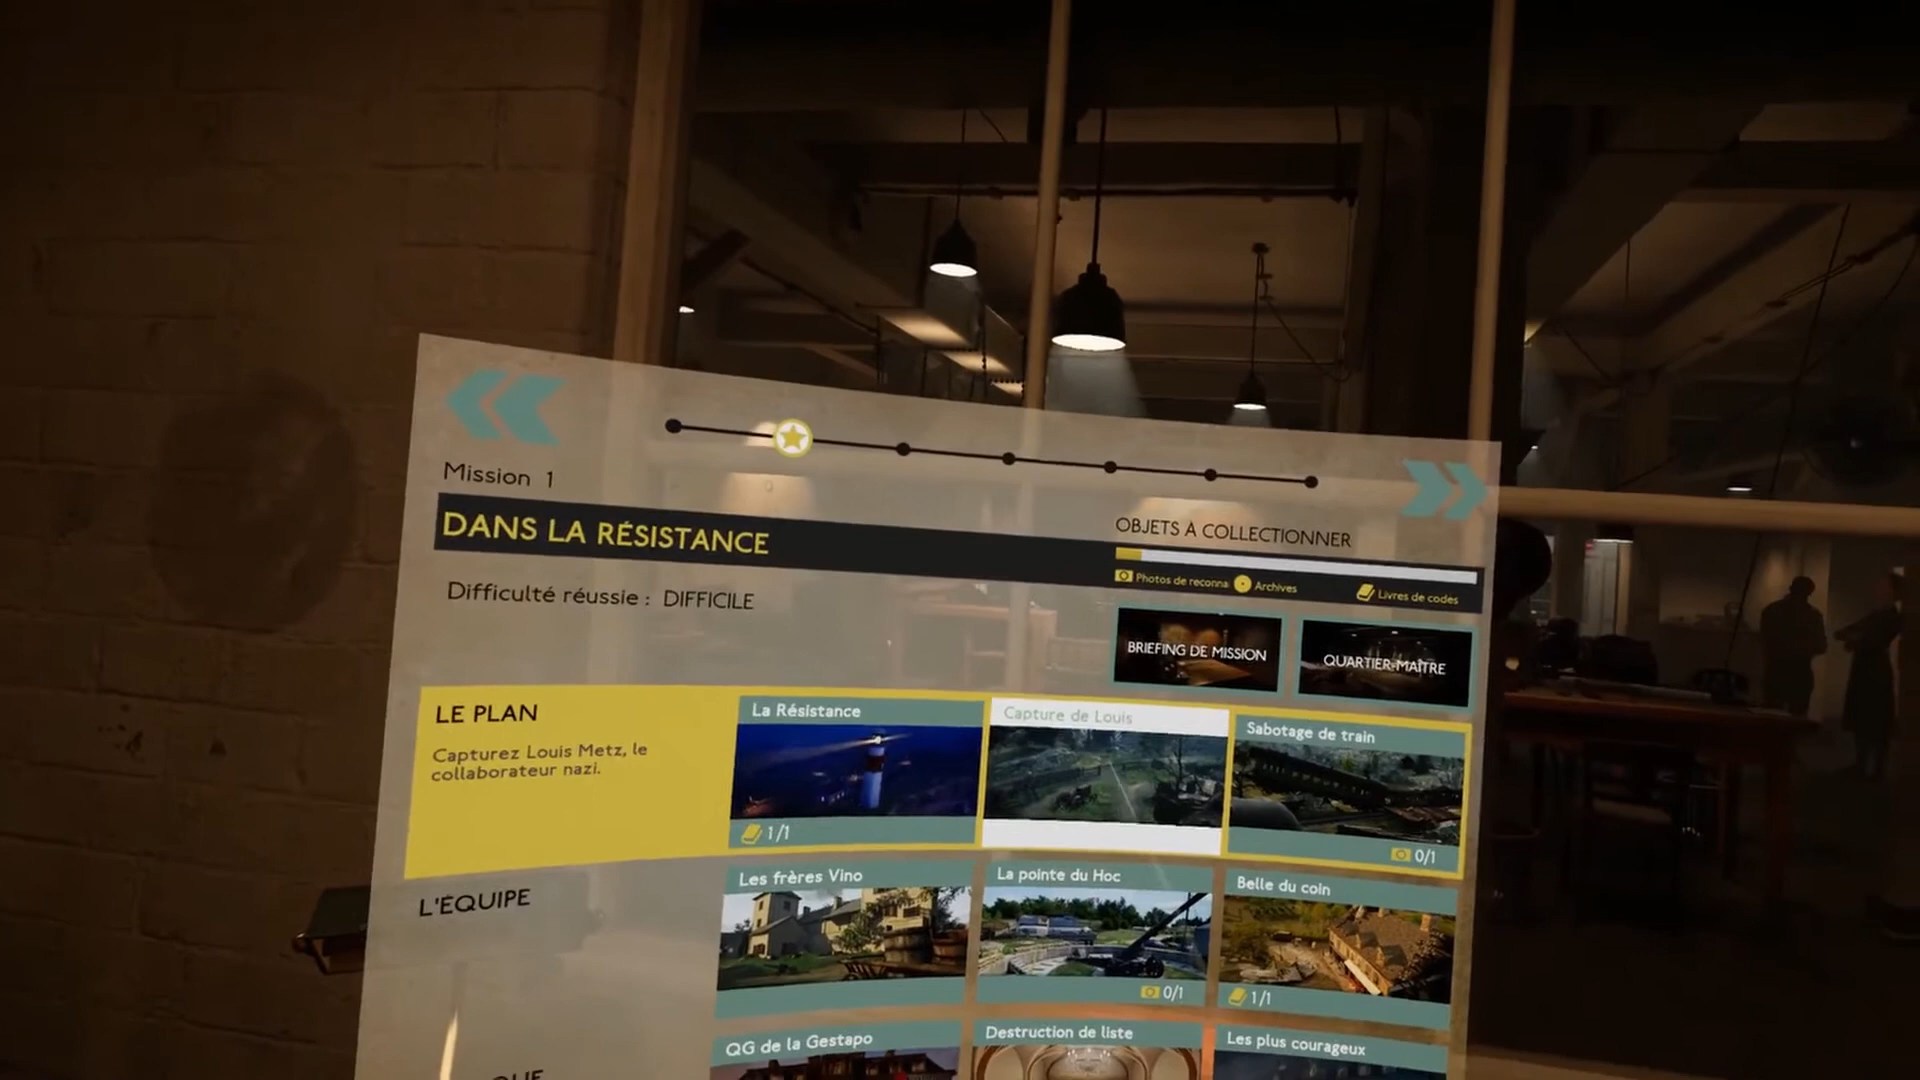 Mission 1
DANS LA RÉSISTANCE
OBJETS À COLLECTIONNER
Photos de reconna Archives Livres de codes
Difficulté réussie : DIFFICILE
BRIEFING DE MISSION
QUARTIER-MAÎTRE
LE PLAN
Capturez Louis Metz, le
collaborateur nazi.
La Résistance
1/1
Capture de Louis
Sabotage de train
0/1
L'ÉQUIPE
Les frères Vino
La pointe du Hoc
0/1
Belle du coin
1/1
QG de la Gestapo
Destruction de liste
Les plus courageux